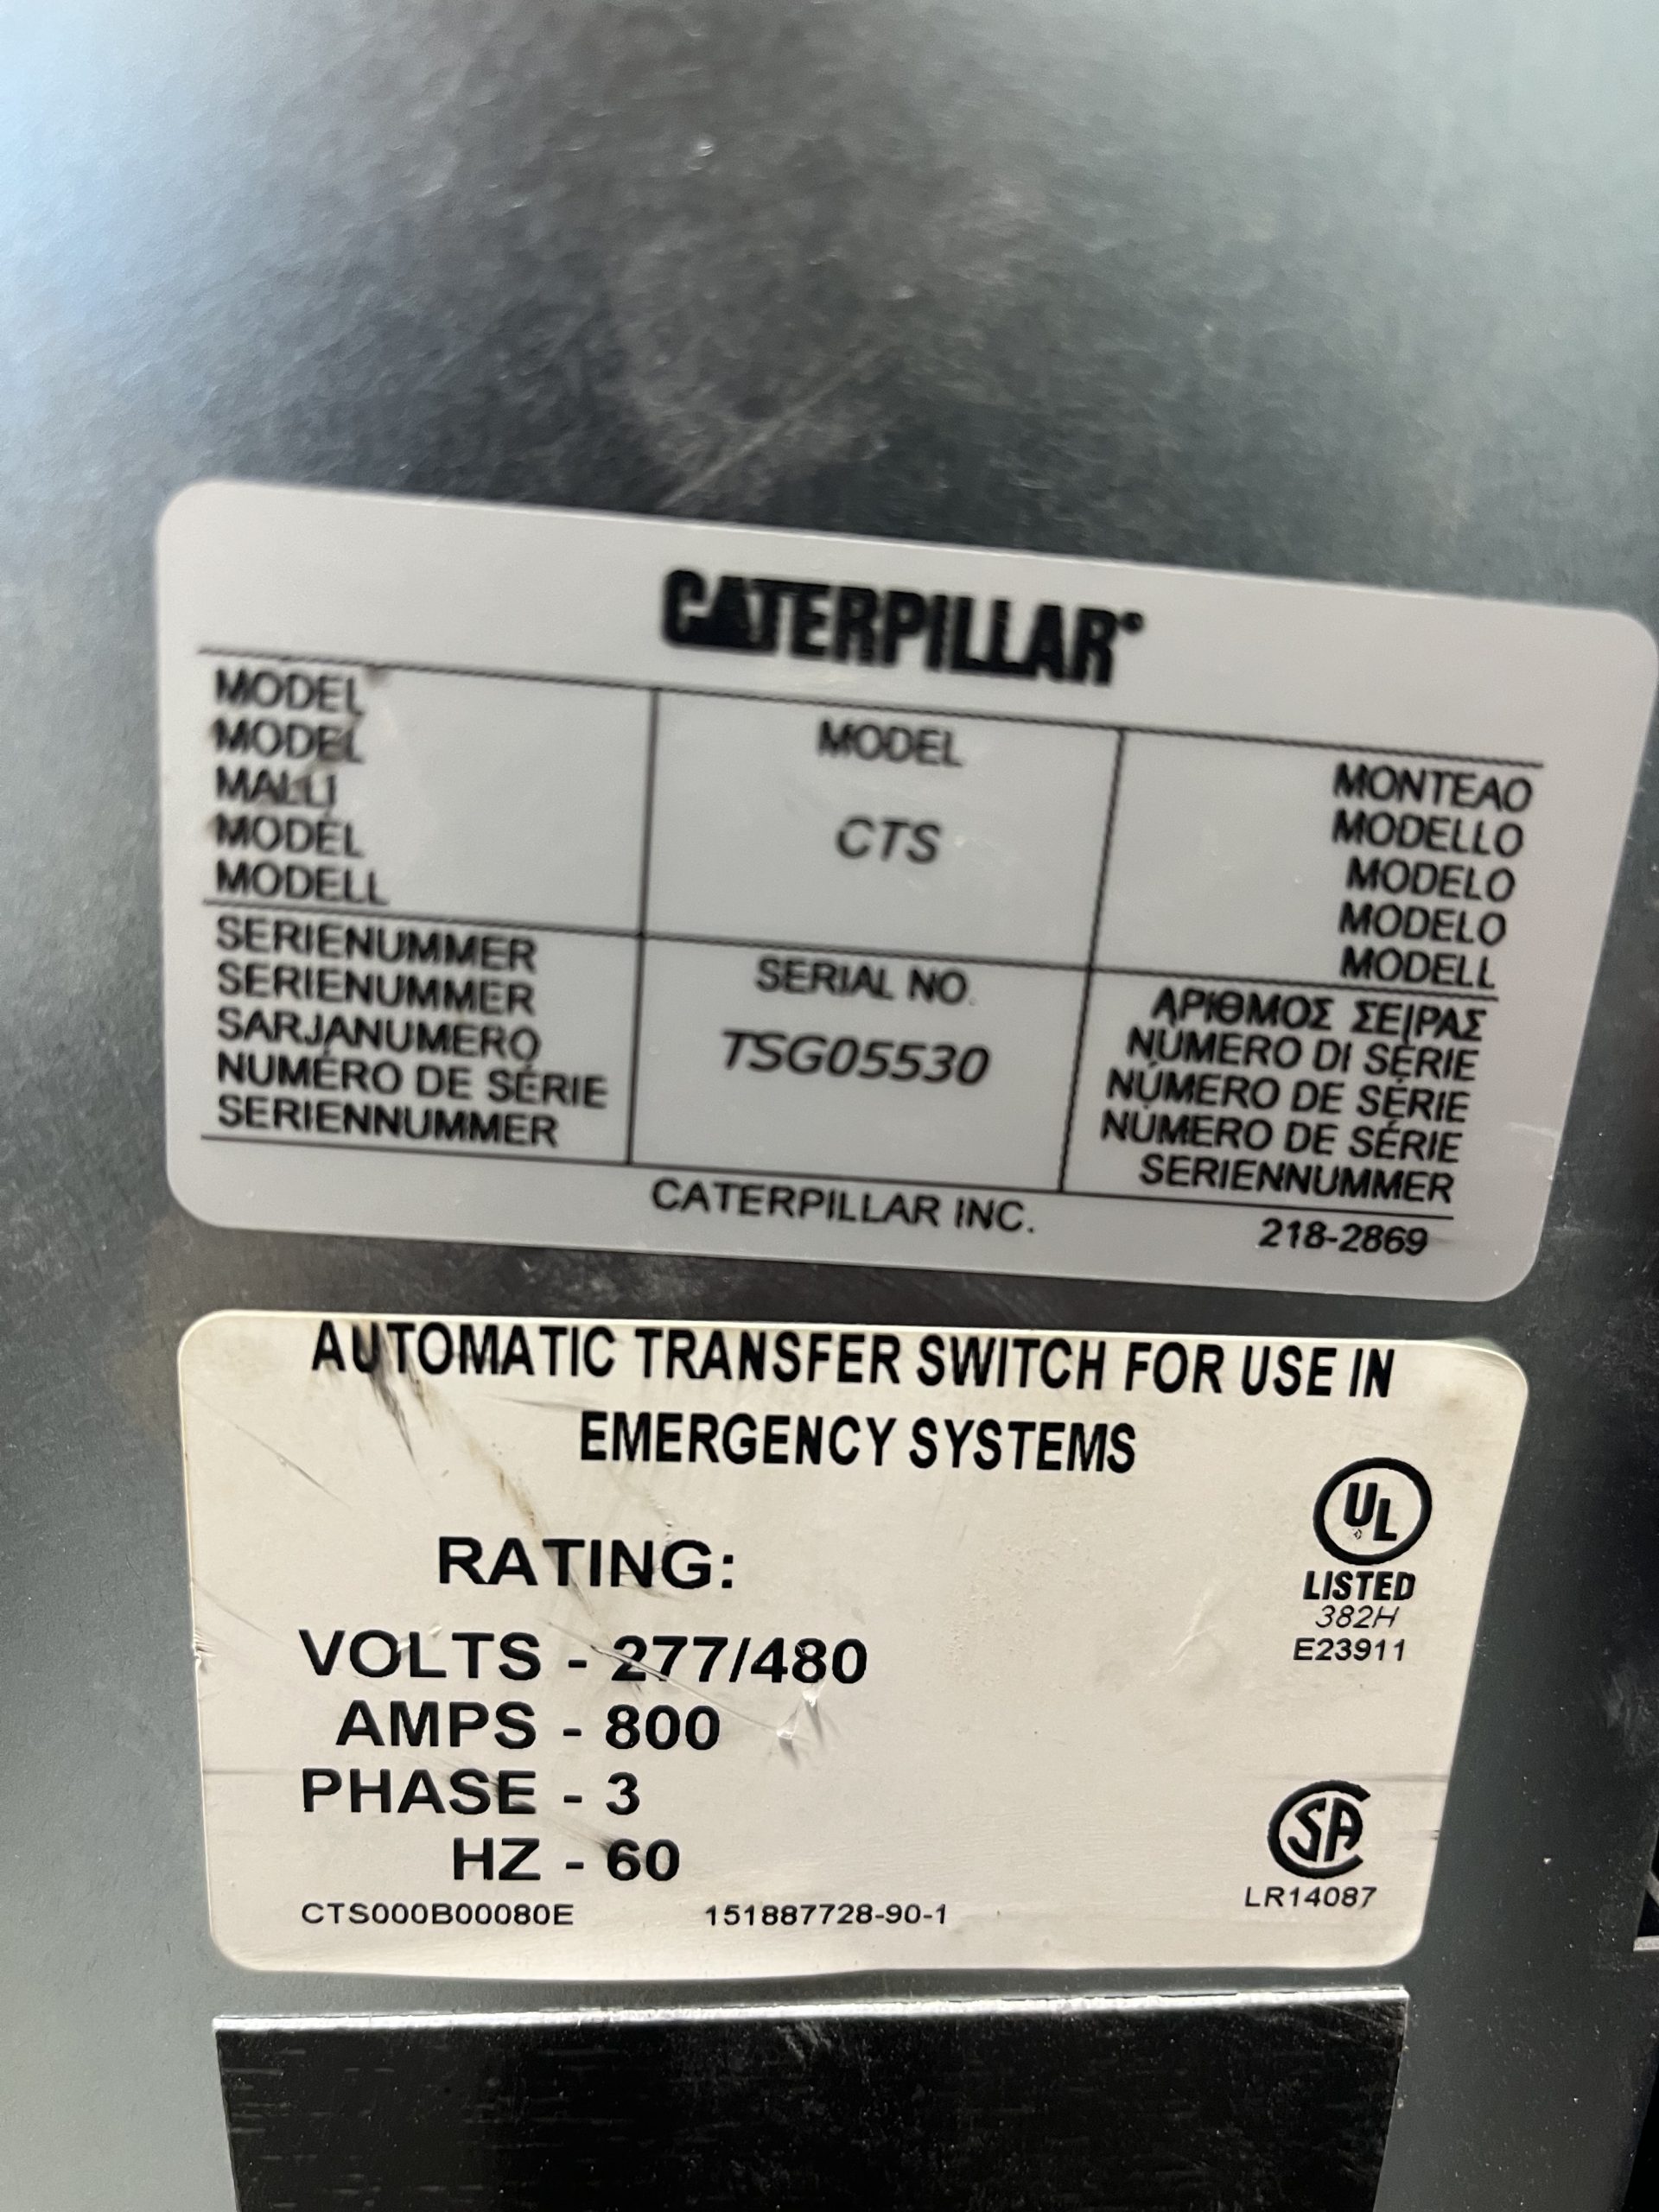 CATERPILLAR®
MODEL
MODEL
MALLI
MODÈL
MODELL
MODEL
CTS
ΜΟΝΤΕΛΟ
MODELLO
MODELO
MODELO
MODELL
SERIENUMMER
SERIENUMMER
SARJANUMERO
NUMÉRO DE SÉRIE
SERIENNUMMER
SERIAL NO.
TSG05530
ΑΡΙΘΜΟΣ ΣΕΙΡΑΣ
NUMERO DI SÉRIE
NÚMERO DE SÉRIE
NÚMERO DE SÉRIE
SERIENNUMMER
CATERPILLAR INC.
218-2869
AUTOMATIC TRANSFER SWITCH FOR USE IN
EMERGENCY SYSTEMS
UL
LISTED
382H
E23911
RATING:
VOLTS - 277/480
AMPS - 800
PHASE - 3
HZ - 60
SA
LR14087
CTS000B00080E 151887728-90-1